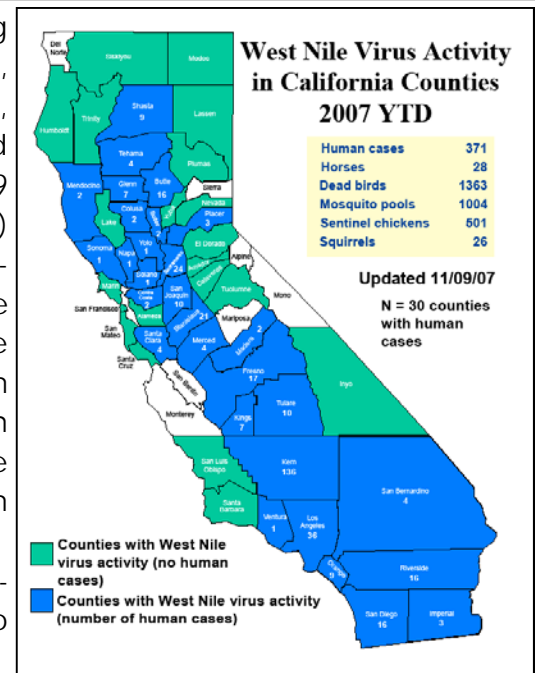 g
,
,
d
9
)
-
e
e
n
n
e
n
-
o
West Nile Virus Activity
in California Counties
2007 YTD
Human cases 371
Horses 28
Dead birds 1363
Mosquito pools 1004
Sentinel chickens 501
Squirrels 26
Updated 11/09/07
N = 30 counties
with human
cases
Del
Norte
Siskiyou
Modoc
Shasta
9
Lassen
Trinity
Humboldt
Tehama
4
Plumas
Mendocino
2
Glenn
7
Butte
16
Sierra
Nevada
Placer
3
Colusa
2
2
Lake
El Dorado
Sonoma
1
Napa
1
Yolo
1
Alpine
Solano
1
24
Amador
Calaveras
Tuolumne
Mono
Marin
Contra
Costa
2
San
Joaquin
10
San Francisco
Alameda
Stanislaus
21
Mariposa
San
Mateo
Santa
Clara
4
Merced
4
Madera
2
Santa
Cruz
San Benito
Fresno
17
Inyo
Monterey
Kings
7
Tulare
10
San Luis
Obispo
Kern
136
San Bernardino
4
Santa
Barbara
Ventura
1
Los
Angeles
36
Orange
9
Riverside
16
San Diego
16
Imperial
3
Counties with West Nile
virus activity (no human
cases)
Counties with West Nile virus activity
(number of human cases)